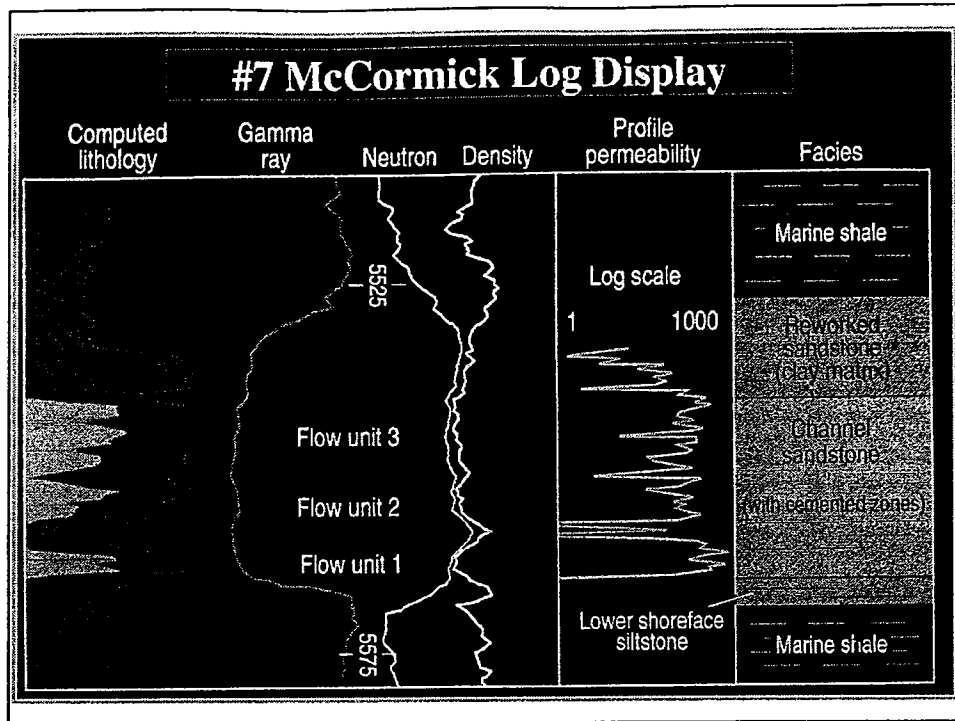 #7 McCormick Log Display
Computed
lithology
Gamma
ray
Neutron
Density
Profile
permeability
Facies
5525
Log scale
1 1000
Flow unit 3
Flow unit 2
Flow unit 1
5575
Marine shale
Reworked
sandstone
(clay matrix)
Channel
sandstone
(with cemented zones)
Lower shoreface
siltstone
Marine shale